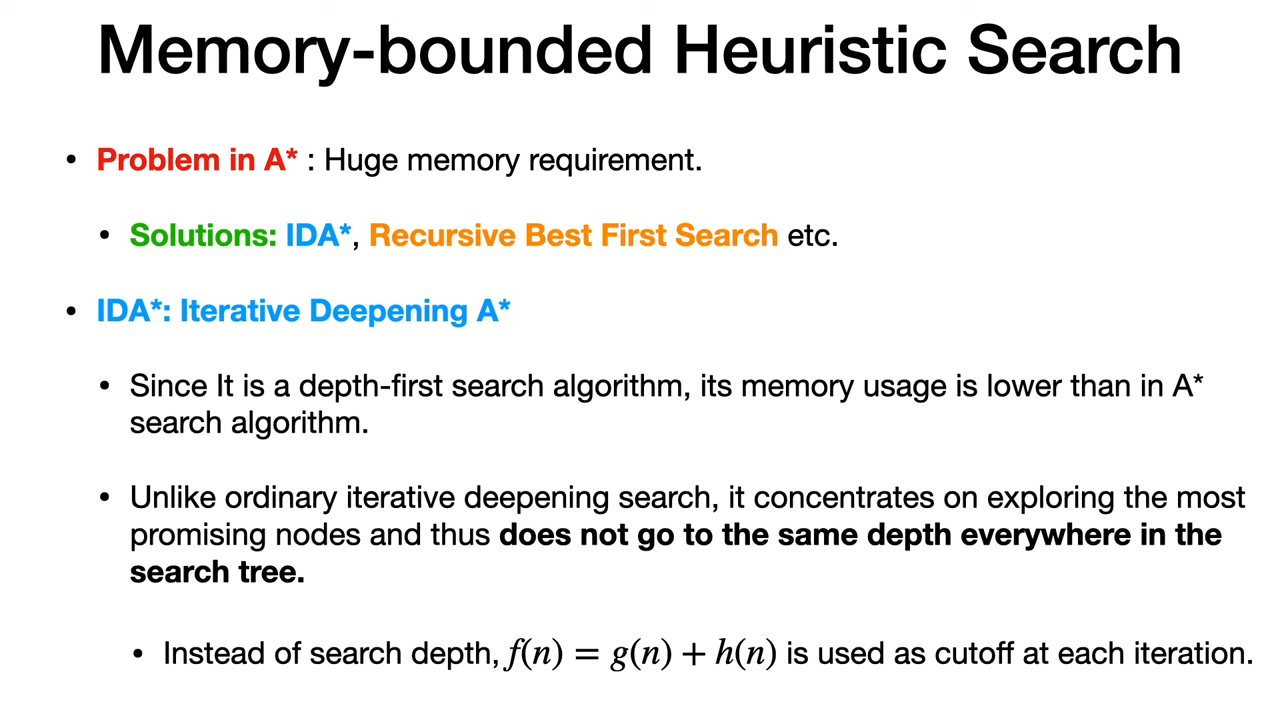 Memory-bounded Heuristic Search
• Problem in A* : Huge memory requirement.
• Solutions: IDA*, Recursive Best First Search etc.
• IDA*: Iterative Deepening A*
• Since It is a depth-first search algorithm, its memory usage is lower than in A*
search algorithm.
• Unlike ordinary iterative deepening search, it concentrates on exploring the most
promising nodes and thus does not go to the same depth everywhere in the
search tree.
• Instead of search depth, f(n) = g(n) + h(n) is used as cutoff at each iteration.